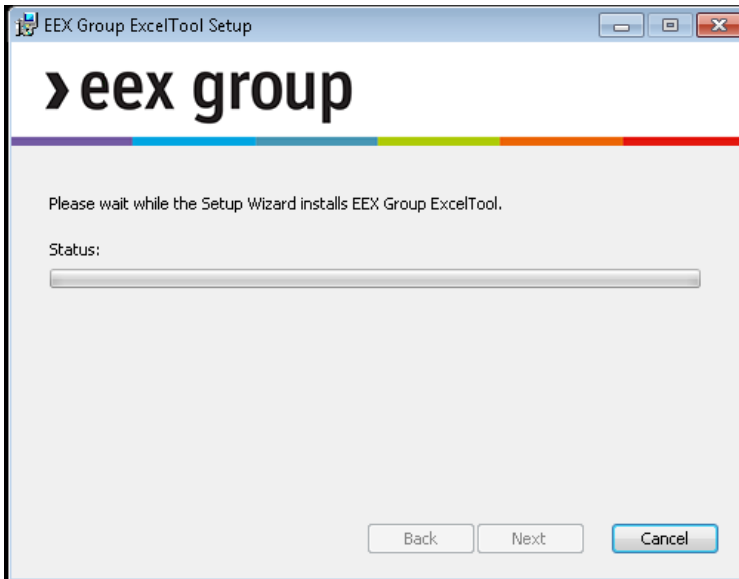 EEX Group ExcelTool Setup
eex group
Please wait while the Setup Wizard installs EEX Group ExcelTool.
Status:
Back Next Cancel